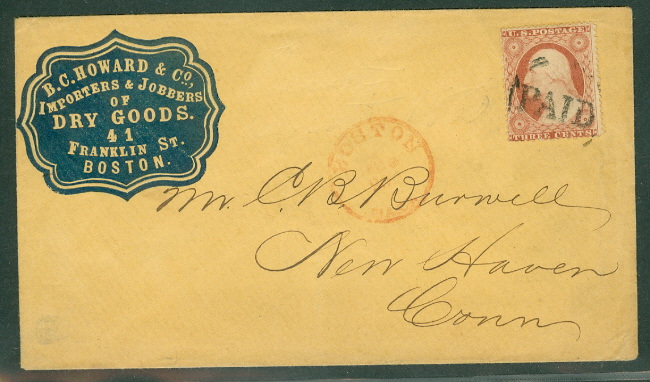 B. C. HOWARD & CO,
IMPORTERS & JOBBERS
OF
DRY GOODS.
41
FRANKLIN ST.
BOSTON.
U.S. POSTAGE
PAID
THREE CENTS
BOSTON
Mr. C. B. Burwell
New Haven
Conn